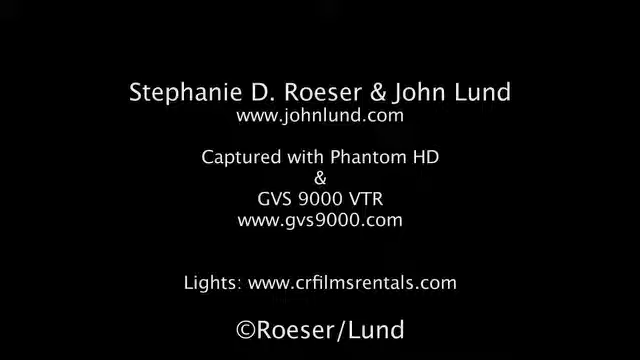 Stephanie D. Roeser & John Lund
www.johnlund.com
Captured with Phantom HD
&
GVS 9000 VTR
www.gvs9000.com
Lights: www.crfilmsrentals.com
©Roeser/Lund